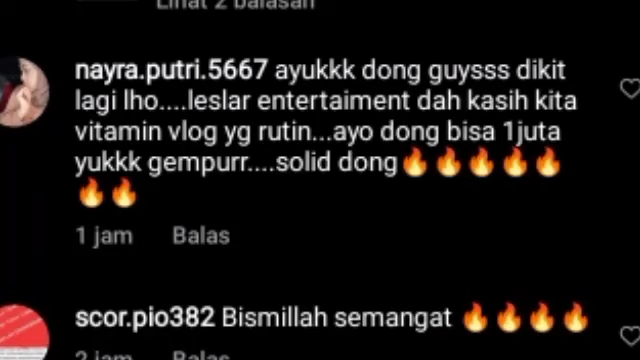 Lihat 2 balasan
nayra.putri.5667 ayukkk dong guysss dikit
lagi lho....leslar entertaiment dah kasih kita
vitamin vlog yg rutin...ayo dong bisa 1juta
yukkk gempurr....solid dong🔥🔥🔥🔥🔥
🔥🔥
1 jam Balas
scor.pio382 Bismillah semangat 🔥🔥🔥🔥
2 jam Balas